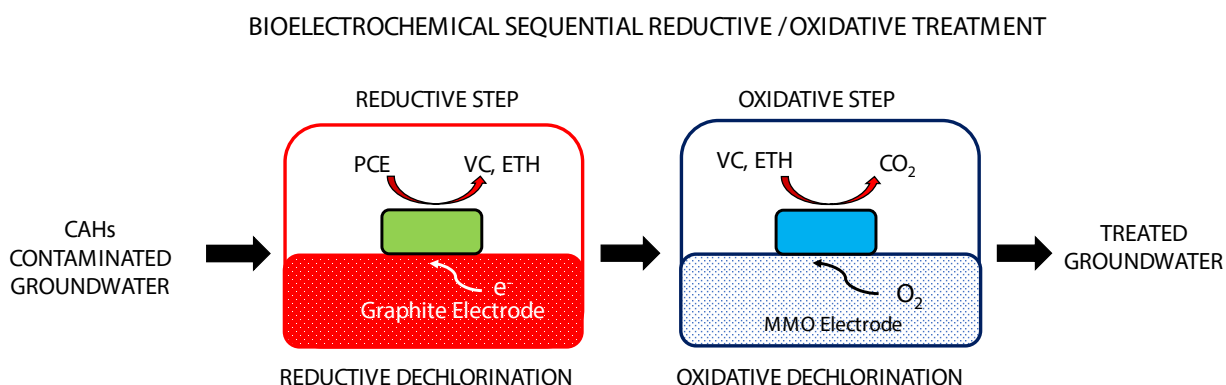 BIOELECTROCHEMICAL SEQUENTIAL REDUCTIVE / OXIDATIVE TREATMENT
REDUCTIVE STEP
OXIDATIVE STEP
PCE
VC, ETH
VC, ETH
CO₂
CAHs
CONTAMINATED
GROUNDWATER
TREATED
GROUNDWATER
e⁻
Graphite Electrode
O₂
MMO Electrode
REDUCTIVE DECHLORINATION
OXIDATIVE DECHLORINATION